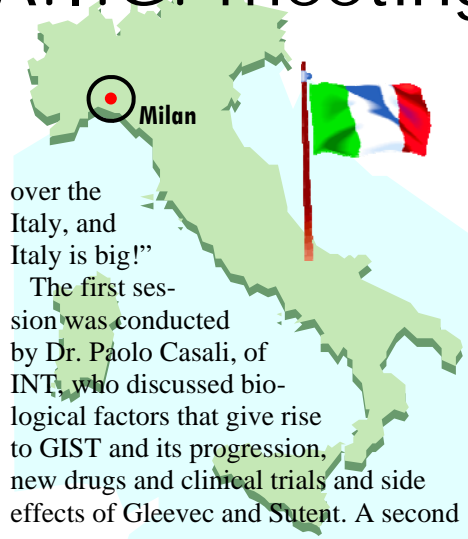 meeting
Milan
over the
Italy, and
Italy is big!”
The first ses-
sion was conducted
by Dr. Paolo Casali, of
INT, who discussed bio-
logical factors that give rise
to GIST and its progression,
new drugs and clinical trials and side
effects of Gleevec and Sutent. A second